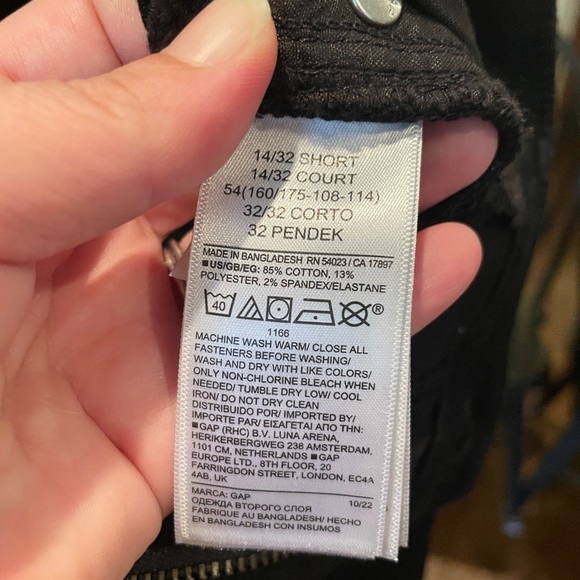 14/32 SHORT
14/32 COURT
54(160/175-108-114)
32/32 CORTO
32 PENDEK
MADE IN BANGLADESH RN 54023 / CA 17897
■US/GB/EG: 85% COTTON, 13%
POLYESTER, 2% SPANDEX/ELASTANE
40 ®
1166
MACHINE WASH WARM/ CLOSE ALL
FASTENERS BEFORE WASHING/
WASH AND DRY WITH LIKE COLORS/
ONLY NON-CHLORINE BLEACH WHEN
NEEDED/ TUMBLE DRY LOW/ COOL
IRON/ DO NOT DRY CLEAN
DISTRIBUIDO POR/ IMPORTED BY/
IMPORTE PAR/ ΕΙΣΑΓΕΤΑΙ ΑΠΟ:
■GAP (RHC) B.V. LUNA ARENA,
HERIKERBERGWEG 238 AMSTERDAM,
1101 CM, NETHERLANDS ■GAP
EUROPE LTD., 8TH FLOOR, 20
FARRINGDON STREET, LONDON, EC4A
4AB, UK
MARCA: GAP 10/22
ОДЕЖДА ВТОРОГО СЛОЯ
FABRIQUE AU BANGLADESH/ HECHO
EN BANGLADESH